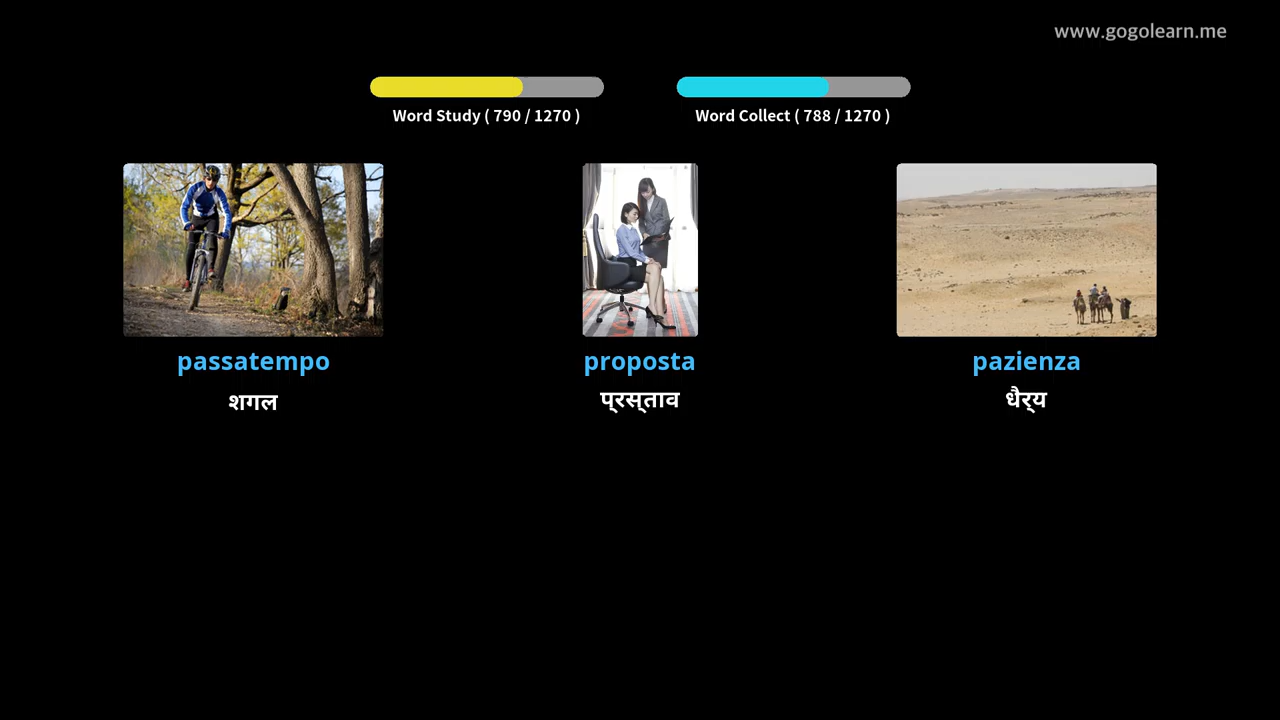 www.gogolearn.me
Word Study ( 790 / 1270 )
Word Collect ( 788 / 1270 )
passatempo
proposta
pazienza
शगल
प्रस्ताव
धैर्य